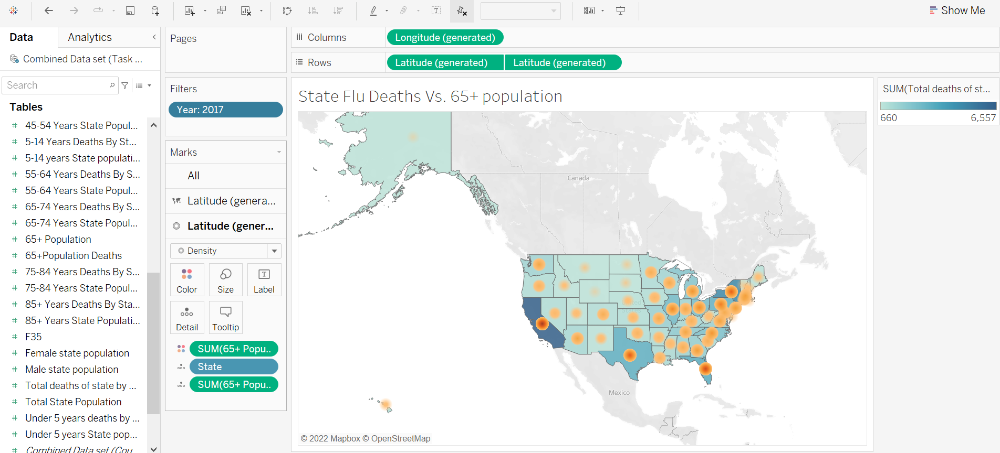 Show Me
Data
Analytics
Combined Data set (Task ...
Search
Tables
45-54 Years State Popul...
5-14 Years Deaths By St...
5-14 years State populati...
55-64 Years Deaths By S...
55-64 Years State Popul...
65-74 Years Deaths By S...
65-74 Years State Popul...
65+ Population
65+Population Deaths
75-84 Years Deaths By S...
75-84 Years State Popul...
85+ Years Deaths By Sta...
85+ Years State Populati...
F35
Female state population
Male state population
Total deaths of state by ...
Total State Population
Under 5 years deaths by ...
Under 5 years State pop...
Combined Data set (Cou
Pages
Filters
Year: 2017
Marks
All
Latitude (genera...
Latitude (gener...
Density
Color
Size
Label
Detail
Tooltip
SUM(65+ Popu..
State
SUM(65+ Popu..
Columns
Longitude (generated)
Rows
Latitude (generated)
Latitude (generated)
State Flu Deaths Vs. 65+ population
Canada
United
States
Mexico
© 2022 Mapbox © OpenStreetMap
SUM(Total deaths of st...
660
6,557